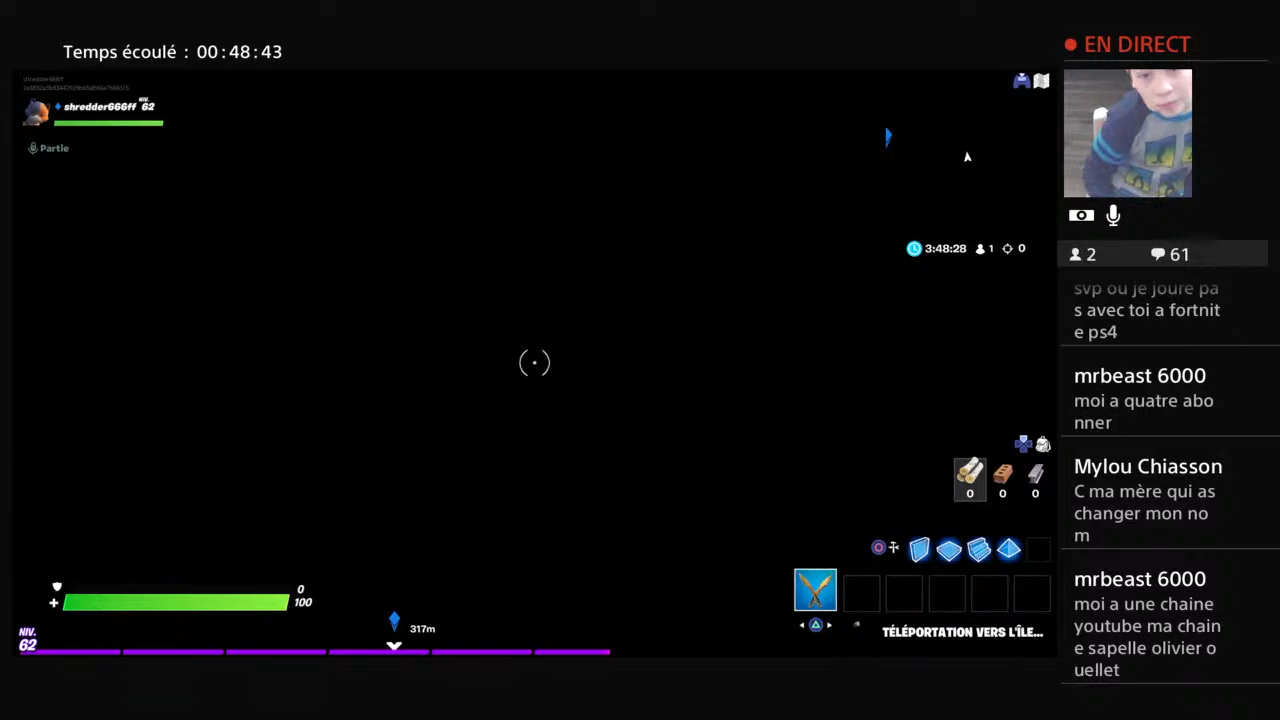 Temps écoulé : 00:48:43
EN DIRECT
shredder666ff
shredder666ff NIV. 62
Partie
3:48:28 1 0
2 61
svp ou je joure pa
s avec toi a fortnit
e ps4
mrbeast 6000
moi a quatre abo
nner
Mylou Chiasson
C ma mère qui as
changer mon no
m
mrbeast 6000
moi a une chaine
youtube ma chain
e sapelle olivier o
uellet
0 0 0
0
100
317m
NIV.
62
TÉLÉPORTATION VERS L'ÎLE...